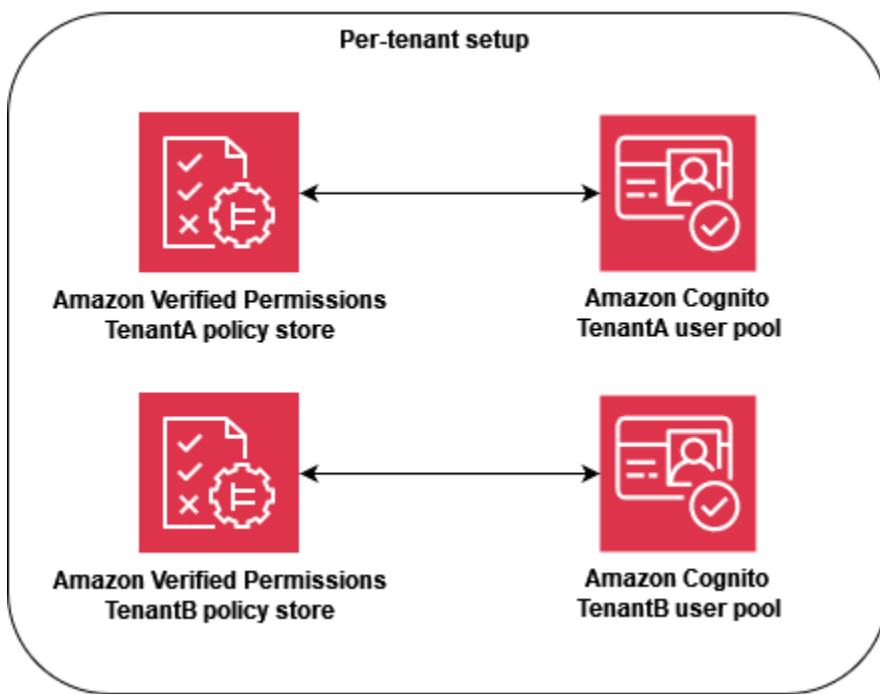 Per-tenant setup
Amazon Verified Permissions
TenantA policy store
Amazon Cognito
TenantA user pool
Amazon Verified Permissions
TenantB policy store
Amazon Cognito
TenantB user pool